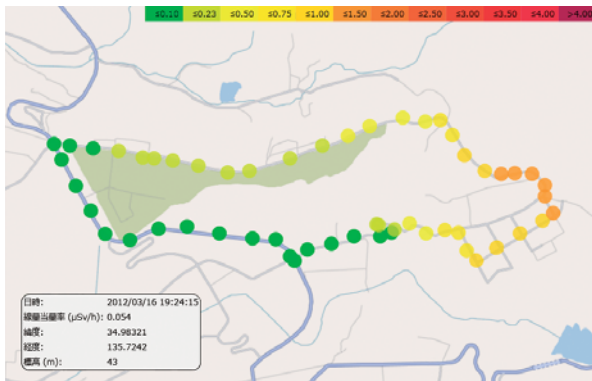 ≤0.10 ≤0.23 ≤0.50 ≤0.75 ≤1.00 ≤1.50 ≤2.00 ≤2.50 ≤3.00 ≤3.50 ≤4.00 >4.00
日時: 2012/03/16 19:24:15
線量当量率 (μSv/h): 0.054
緯度: 34.98321
経度: 135.7242
標高 (m): 43